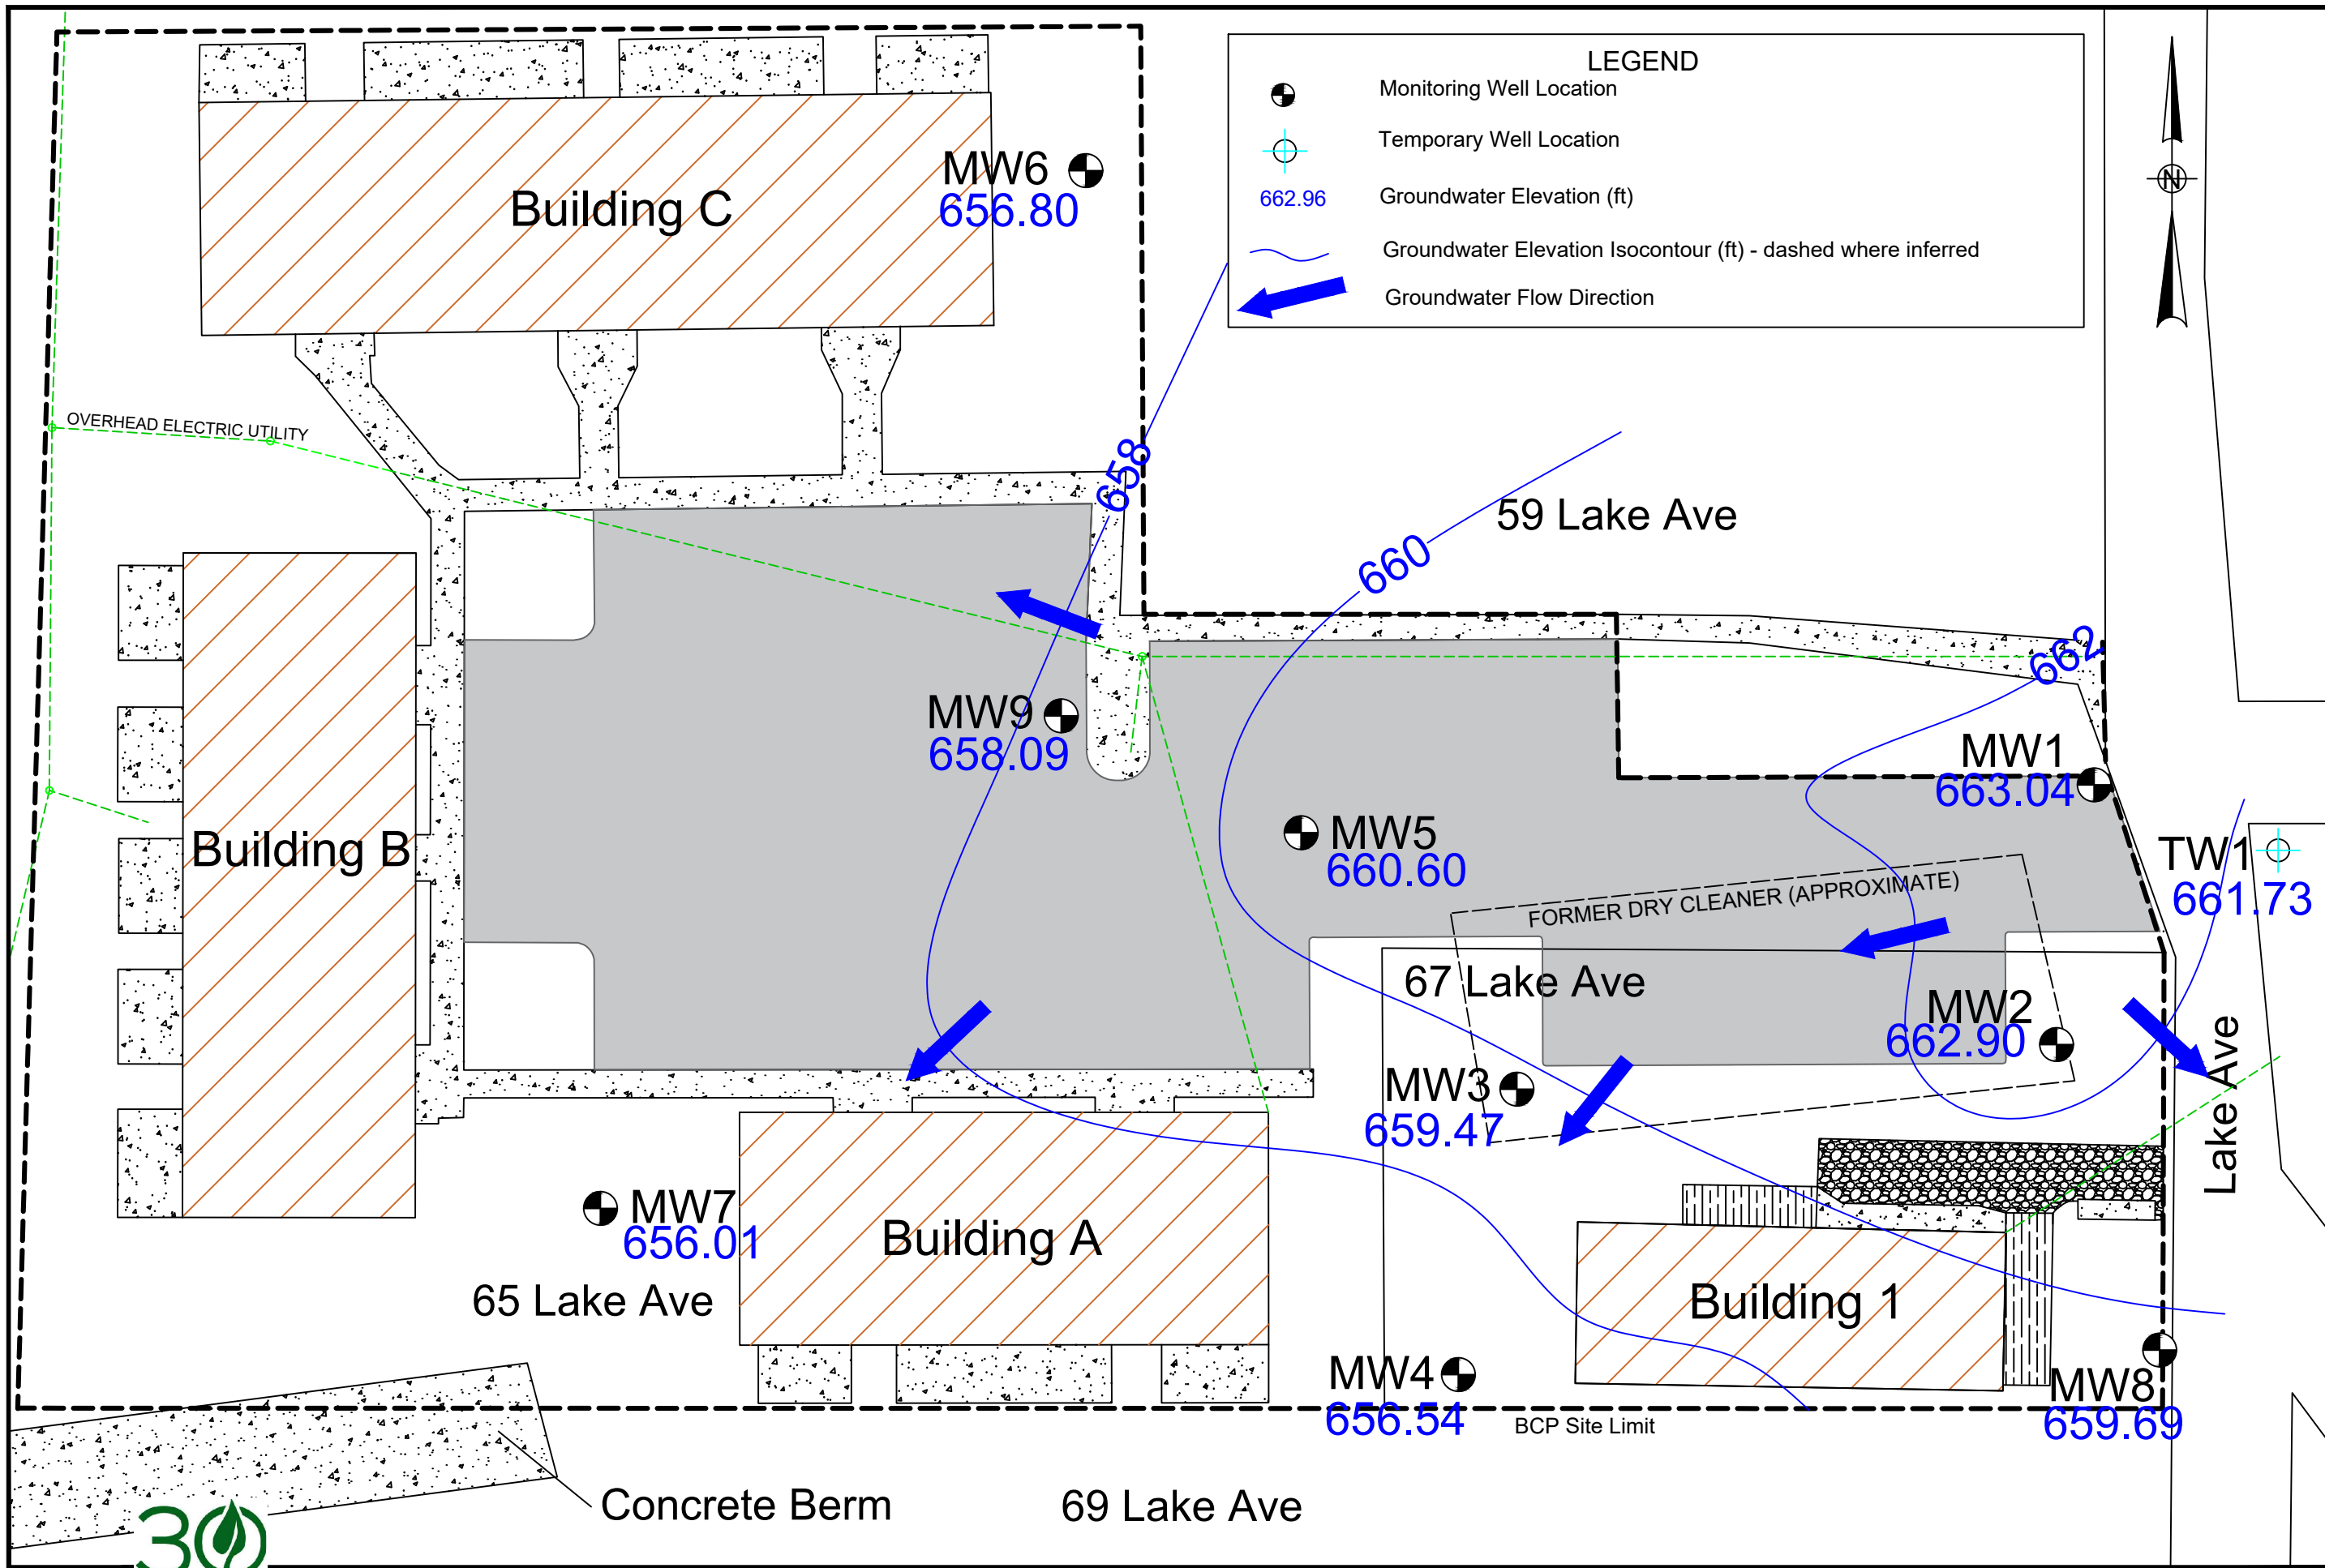 LEGEND
Monitoring Well Location
Temporary Well Location
662.96 Groundwater Elevation (ft)
Groundwater Elevation Isocontour (ft) - dashed where inferred
Groundwater Flow Direction
N
MW6
656.80
Building C
OVERHEAD ELECTRIC UTILITY
658
660
59 Lake Ave
662
MW9
658.09
MW1
663.04
MW5
660.60
TW1
661.73
Building B
FORMER DRY CLEANER (APPROXIMATE)
67 Lake Ave
MW2
662.90
Lake Ave
MW3
659.47
MW7
656.01
Building A
65 Lake Ave
Building 1
MW4
656.54
MW8
659.69
BCP Site Limit
Concrete Berm
69 Lake Ave
3